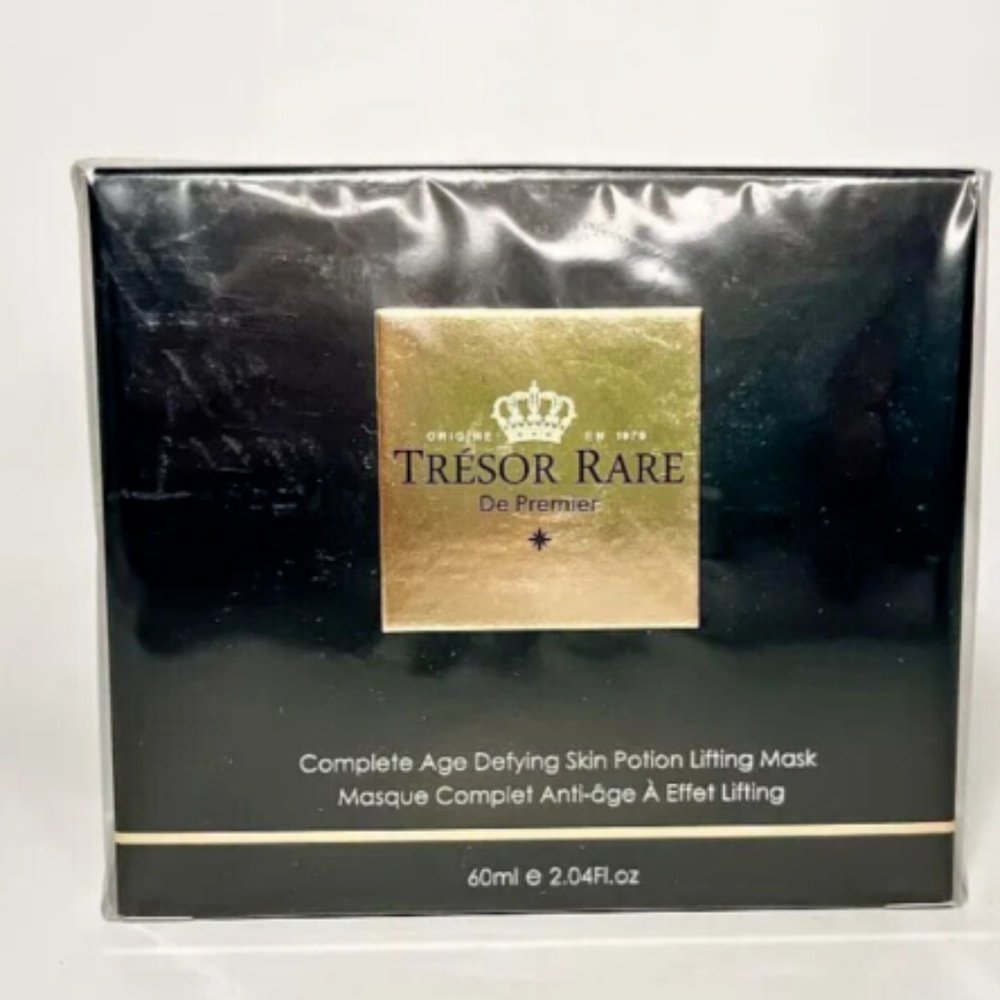 ORIGINE EN 1979
TRÉSOR RARE
De Premier
Complete Age Defying Skin Potion Lifting Mask
Masque Complet Anti-âge À Effet Lifting
60ml e 2.04Fl.oz